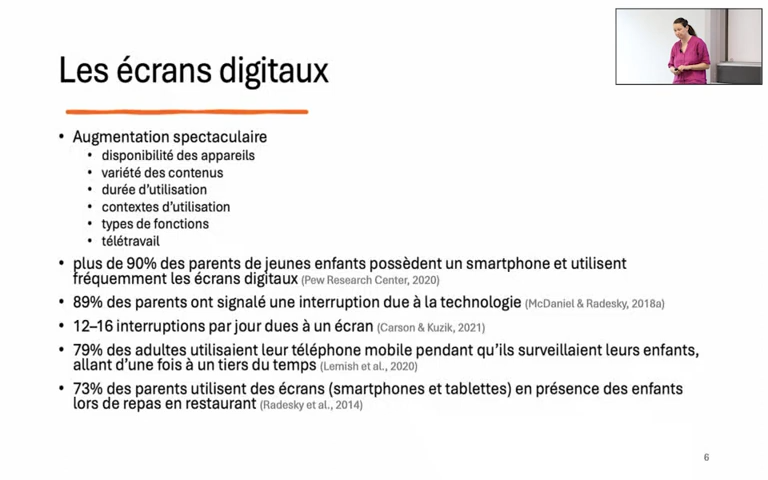 Les écrans digitaux
• Augmentation spectaculaire
• disponibilité des appareils
• variété des contenus
• durée d'utilisation
• contextes d'utilisation
• types de fonctions
• télétravail
• plus de 90% des parents de jeunes enfants possèdent un smartphone et utilisent
fréquemment les écrans digitaux (Pew Research Center, 2020)
• 89% des parents ont signalé une interruption due à la technologie (McDaniel & Radesky, 2018a)
• 12–16 interruptions par jour dues à un écran (Carson & Kuzik, 2021)
• 79% des adultes utilisaient leur téléphone mobile pendant qu'ils surveillaient leurs enfants,
allant d'une fois à un tiers du temps (Lemish et al., 2020)
• 73% des parents utilisent des écrans (smartphones et tablettes) en présence des enfants
lors de repas en restaurant (Radesky et al., 2014)
6